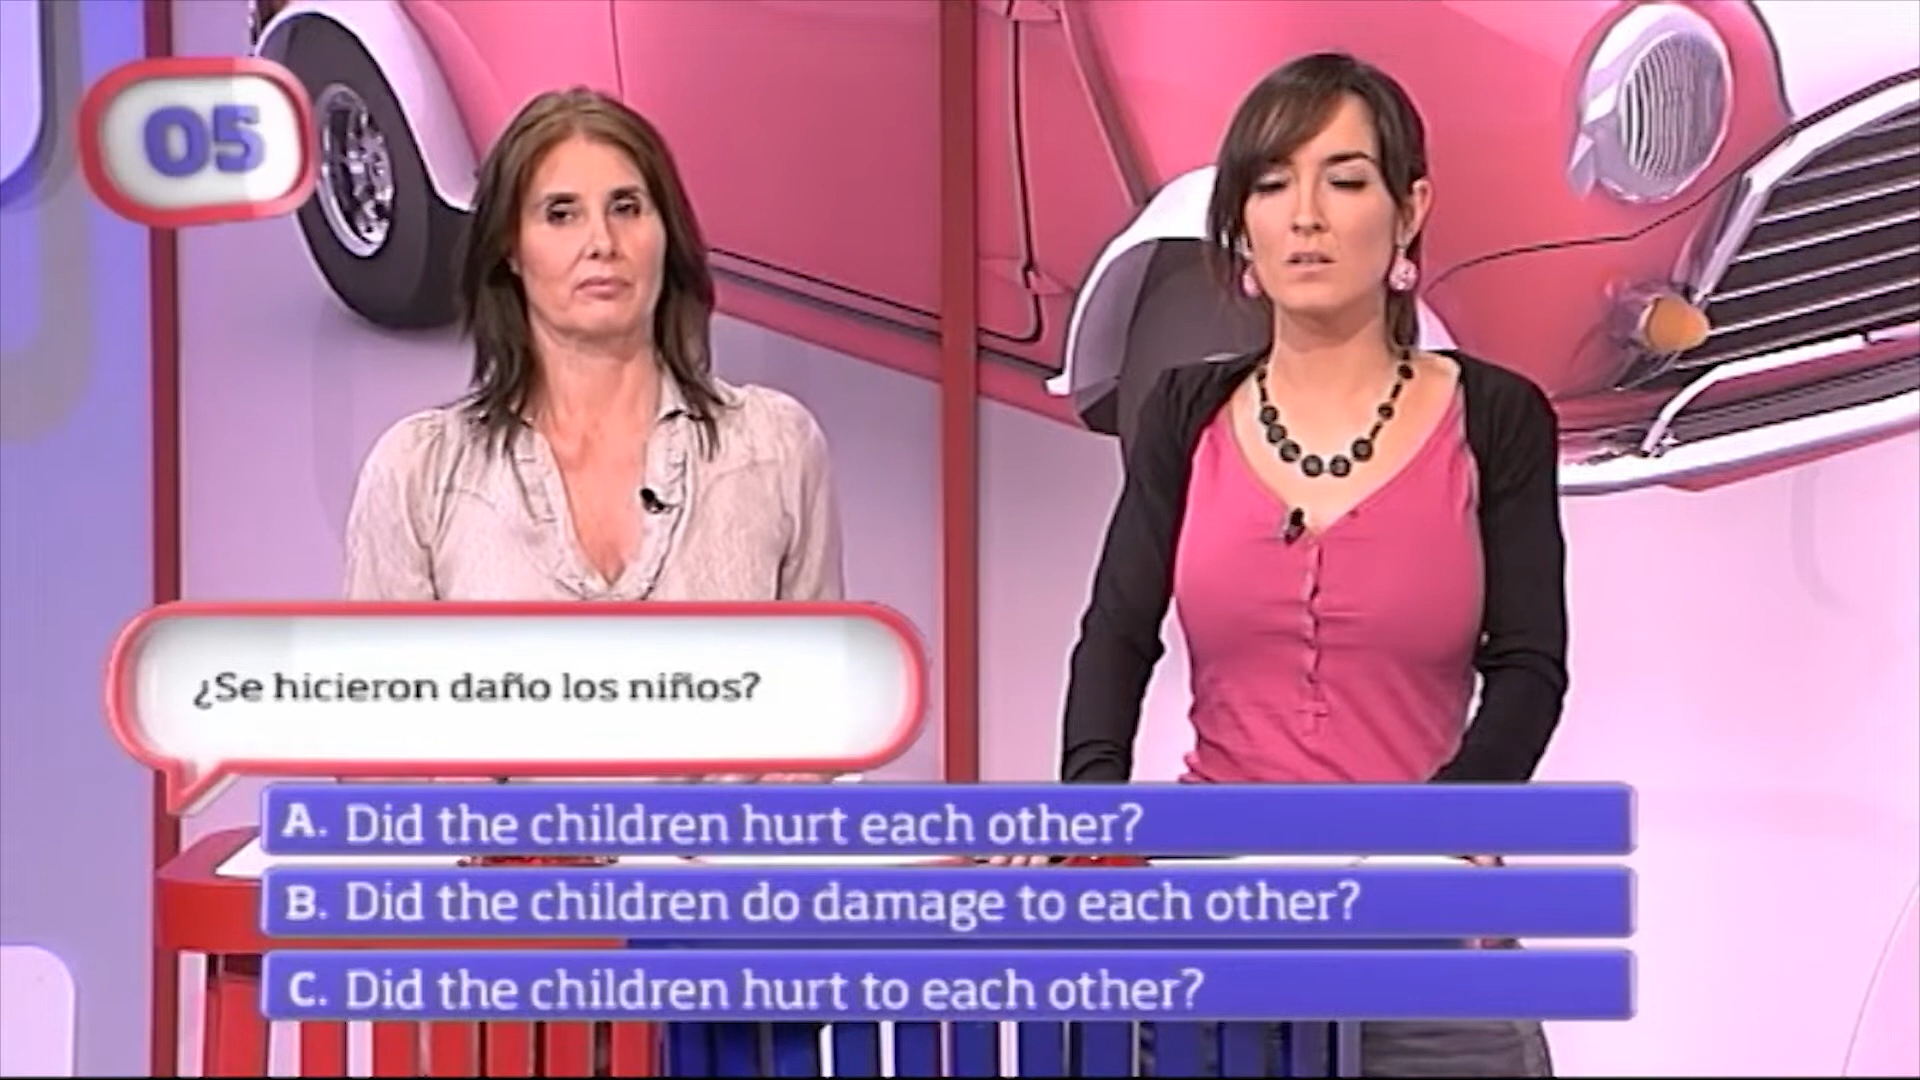 05
¿Se hicieron daño los niños?
A. Did the children hurt each other?
B. Did the children do damage to each other?
C. Did the children hurt to each other?